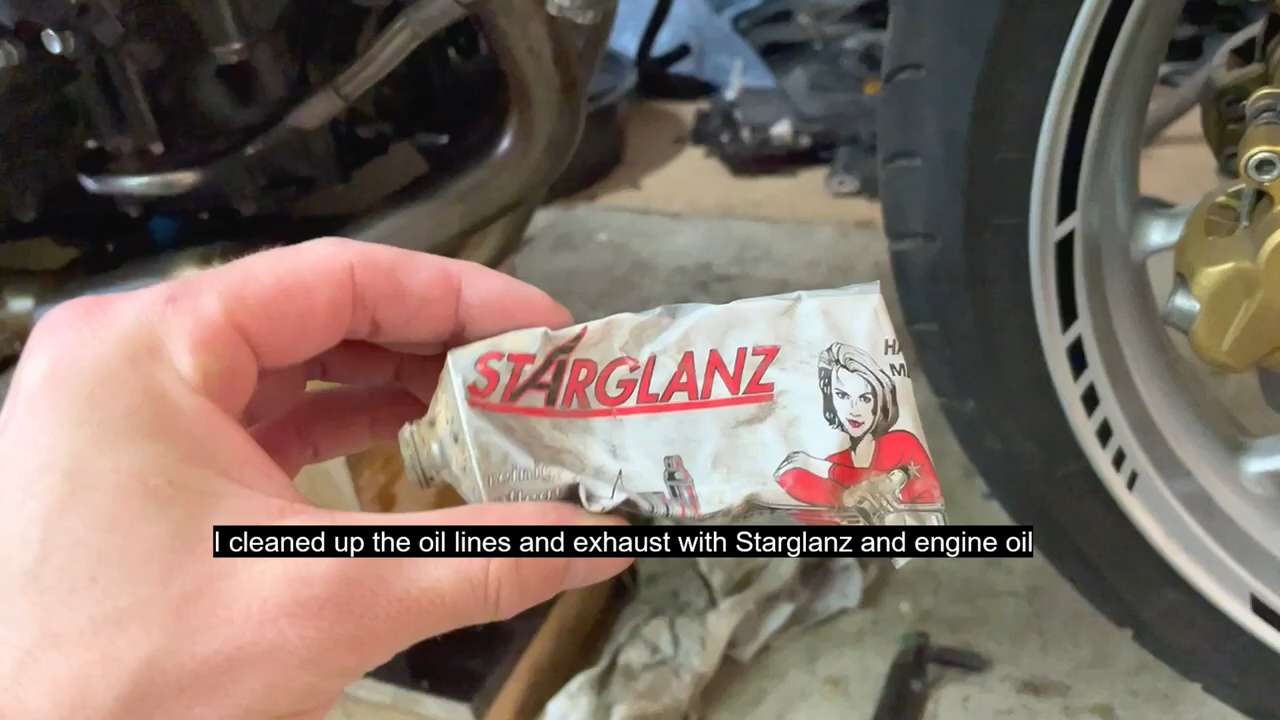 STARGLANZ
I cleaned up the oil lines and exhaust with Starglanz and engine oil